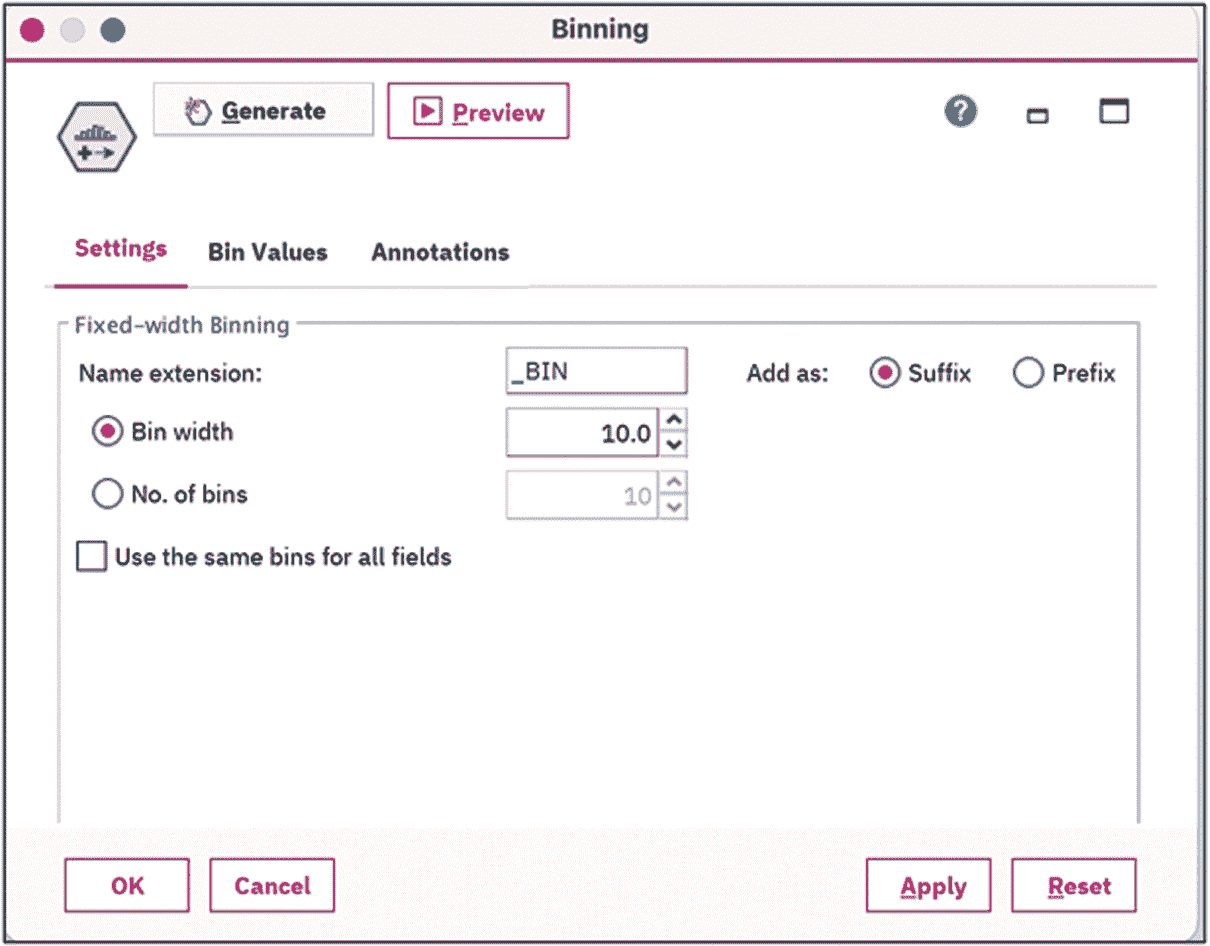 Binning
Generate
Preview
?
Settings
Bin Values
Annotations
Fixed-width Binning
Name extension: _BIN Add as: Suffix Prefix
Bin width 10.0
No. of bins 10
Use the same bins for all fields
OK Cancel Apply Reset